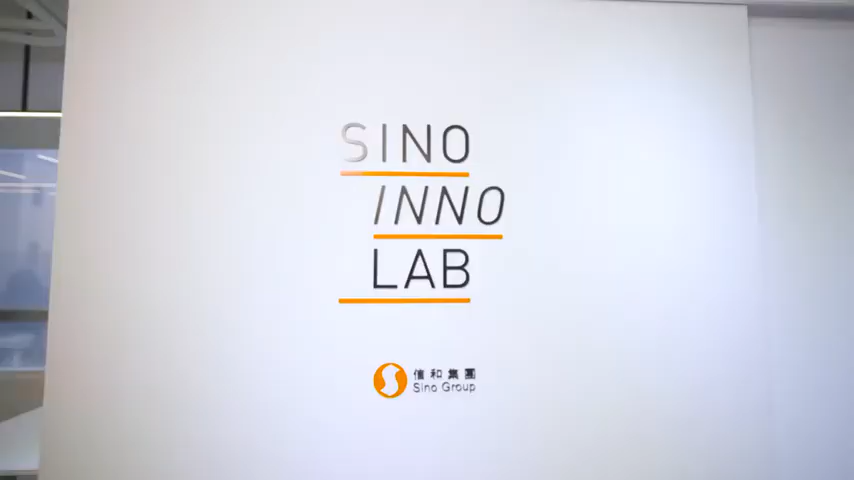 SINO
INNO
LAB
信和集團
Sino Group